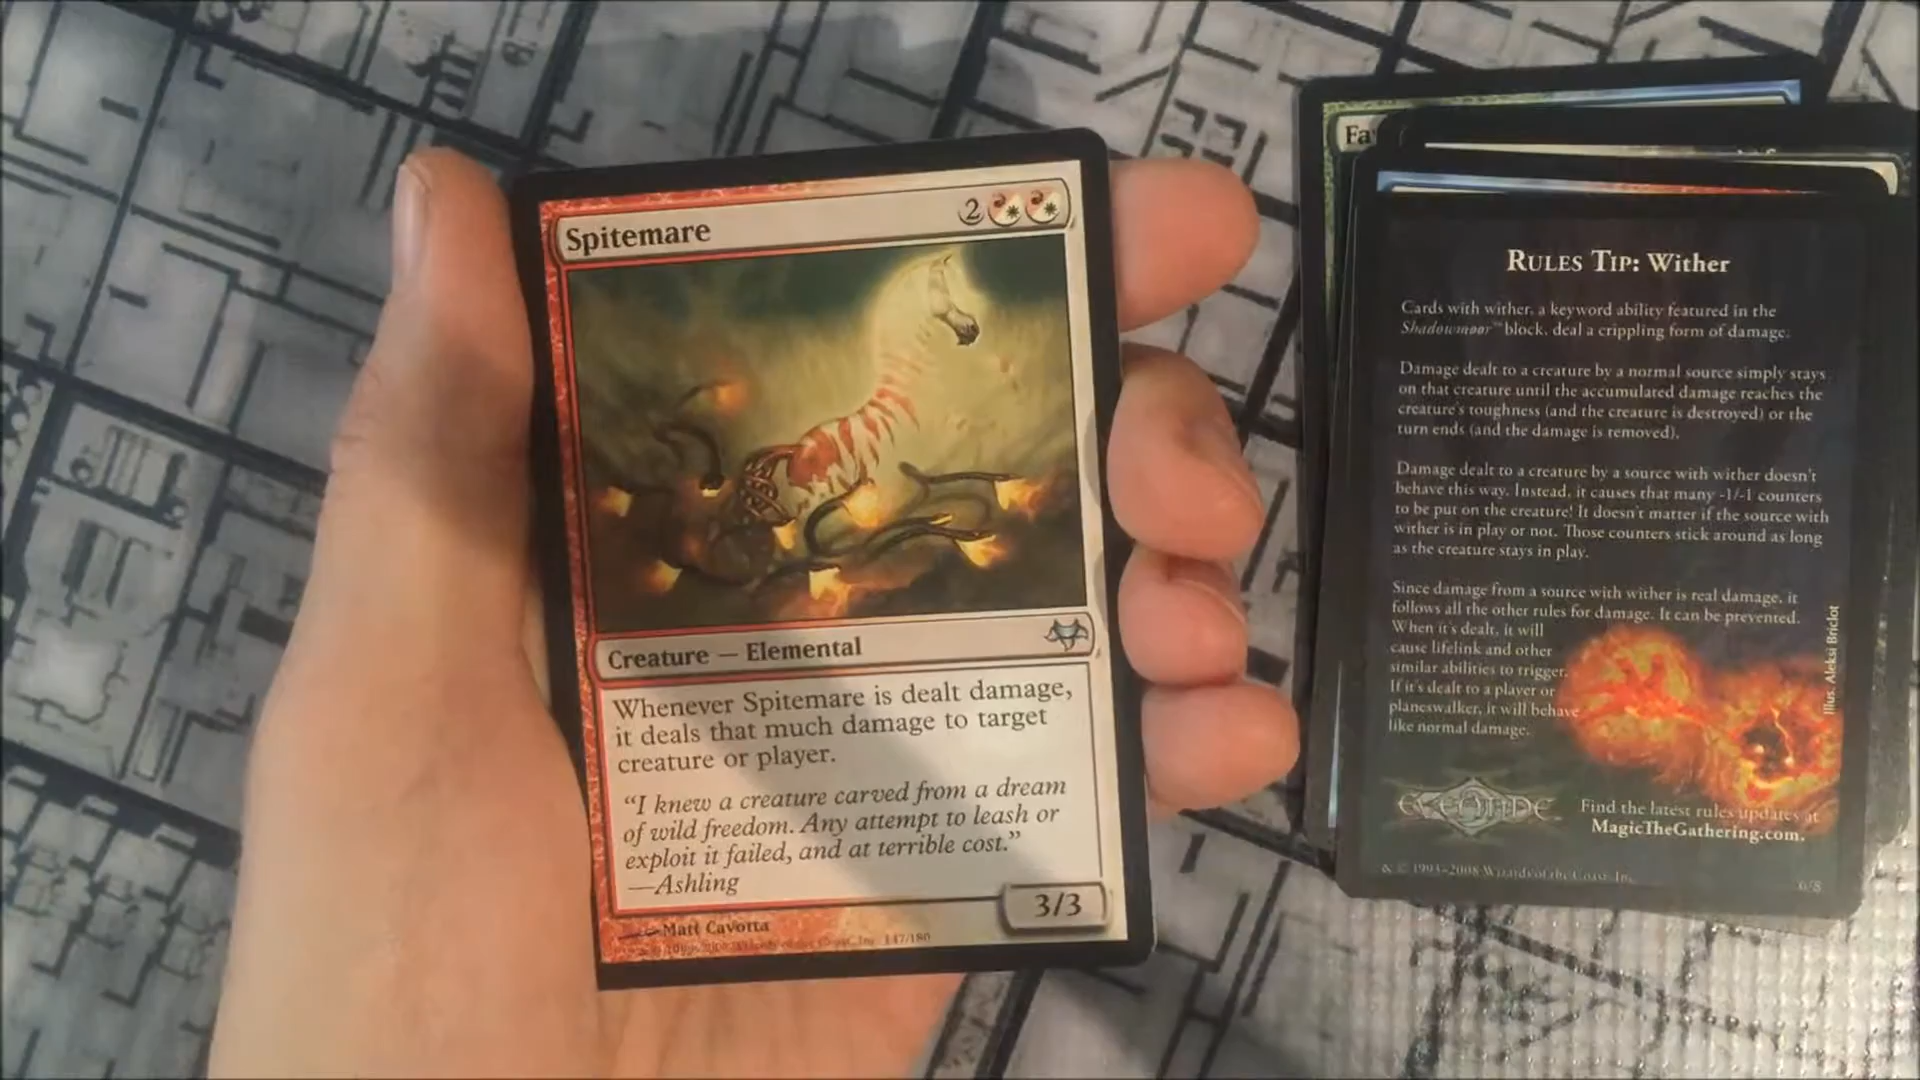 Spitemare
2
Creature — Elemental
Whenever Spitemare is dealt damage,
it deals that much damage to target
creature or player.
“I knew a creature carved from a dream
of wild freedom. Any attempt to leash or
exploit it failed, and at terrible cost.”
—Ashling
3/3
Matt Cavotta
147/180
Fa
RULES TIP: Wither
Cards with wither, a keyword ability featured in the
Shadowmoor™ block, deal a crippling form of damage.
Damage dealt to a creature by a normal source simply stays
on that creature until the accumulated damage reaches the
creature's toughness (and the creature is destroyed) or the
turn ends (and the damage is removed).
Damage dealt to a creature by a source with wither doesn't
behave this way. Instead, it causes that many -1/-1 counters
to be put on the creature! It doesn't matter if the source with
wither is in play or not. Those counters stick around as long
as the creature stays in play.
Since damage from a source with wither is real damage, it
follows all the other rules for damage. It can be prevented.
When it's dealt, it will
cause lifelink and other
similar abilities to trigger.
If it's dealt to a player or
planeswalker, it will behave
like normal damage.
Illus. Aleksi Briclot
EVENTIDE
Find the latest rules updates at
MagicTheGathering.com.
& © 1993–2008 Wizards of the Coast, Inc.
6/8